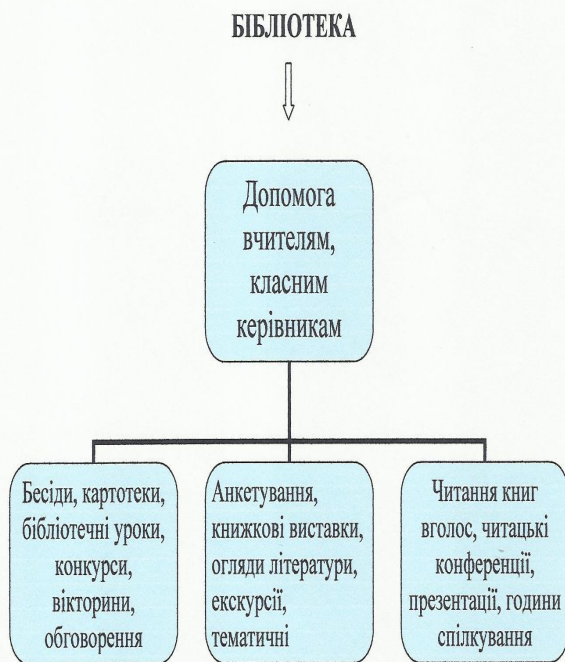 БІБЛІОТЕКА
Допомога
вчителям,
класним
керівникам
Бесіди, картотеки,
бібліотечні уроки,
конкурси,
вікторини,
обговорення
Анкетування,
книжкові виставки,
огляди літератури,
екскурсії,
тематичні
Читання книг
вголос, читацькі
конференції,
презентації, години
спілкування